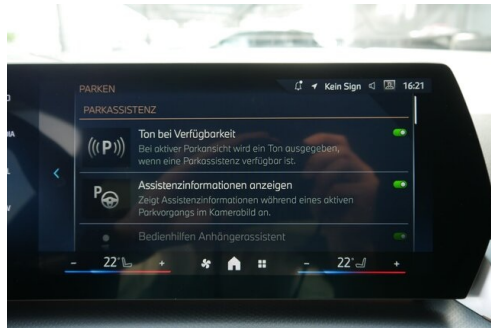 PARKEN
Kein Sign 16:21
PARKASSISTENZ
((P)) Ton bei Verfügbarkeit
Bei aktiver Parkansicht wird ein Ton ausgegeben,
wenn eine Parkassistenz verfügbar ist.
P Assistenzinformationen anzeigen
Zeigt Assistenzinformationen während eines aktiven
Parkvorgangs im Kamerabild an.
Bedienhilfen Anhängerassistent
- 22° + - 22° +